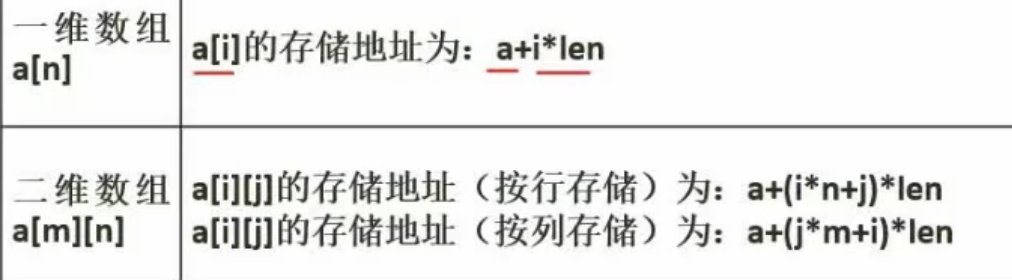 一维数组
a[n]
a[i]的存储地址为：a+i*len
二维数组
a[m][n]
a[i][j]的存储地址（按行存储）为：a+(i*n+j)*len
a[i][j]的存储地址（按列存储）为：a+(j*m+i)*len